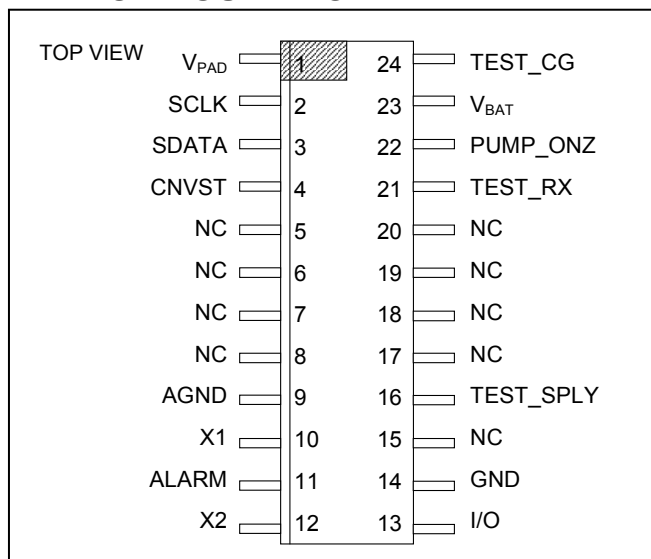 TOP VIEW
VPAD 1 24 TEST_CG
SCLK 2 23 VBAT
SDATA 3 22 PUMP_ONZ
CNVST 4 21 TEST_RX
NC 5 20 NC
NC 6 19 NC
NC 7 18 NC
NC 8 17 NC
AGND 9 16 TEST_SPLY
X1 10 15 NC
ALARM 11 14 GND
X2 12 13 I/O